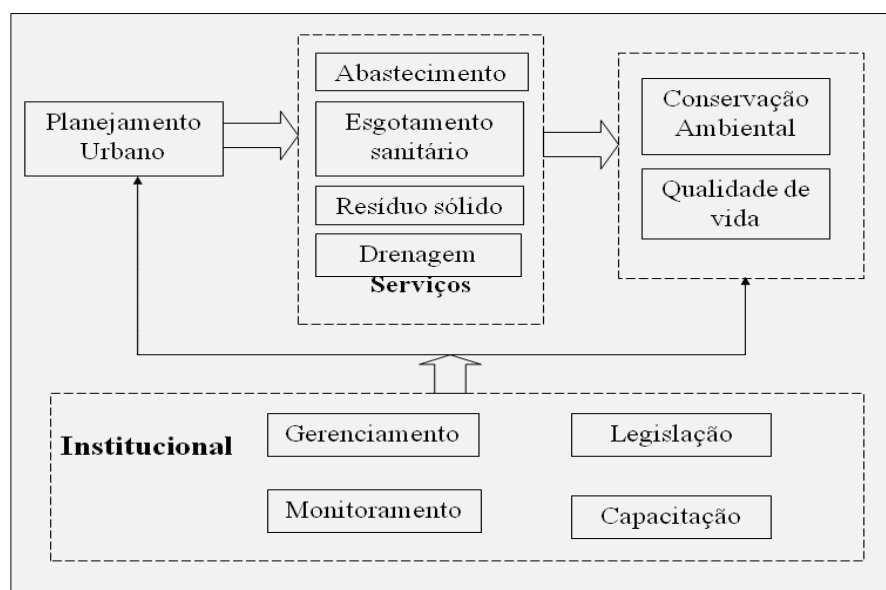 Planejamento
Urbano
Abastecimento
Esgotamento
sanitário
Resíduo sólido
Drenagem
Serviços
Conservação
Ambiental
Qualidade de
vida
Institucional
Gerenciamento
Legislação
Monitoramento
Capacitação